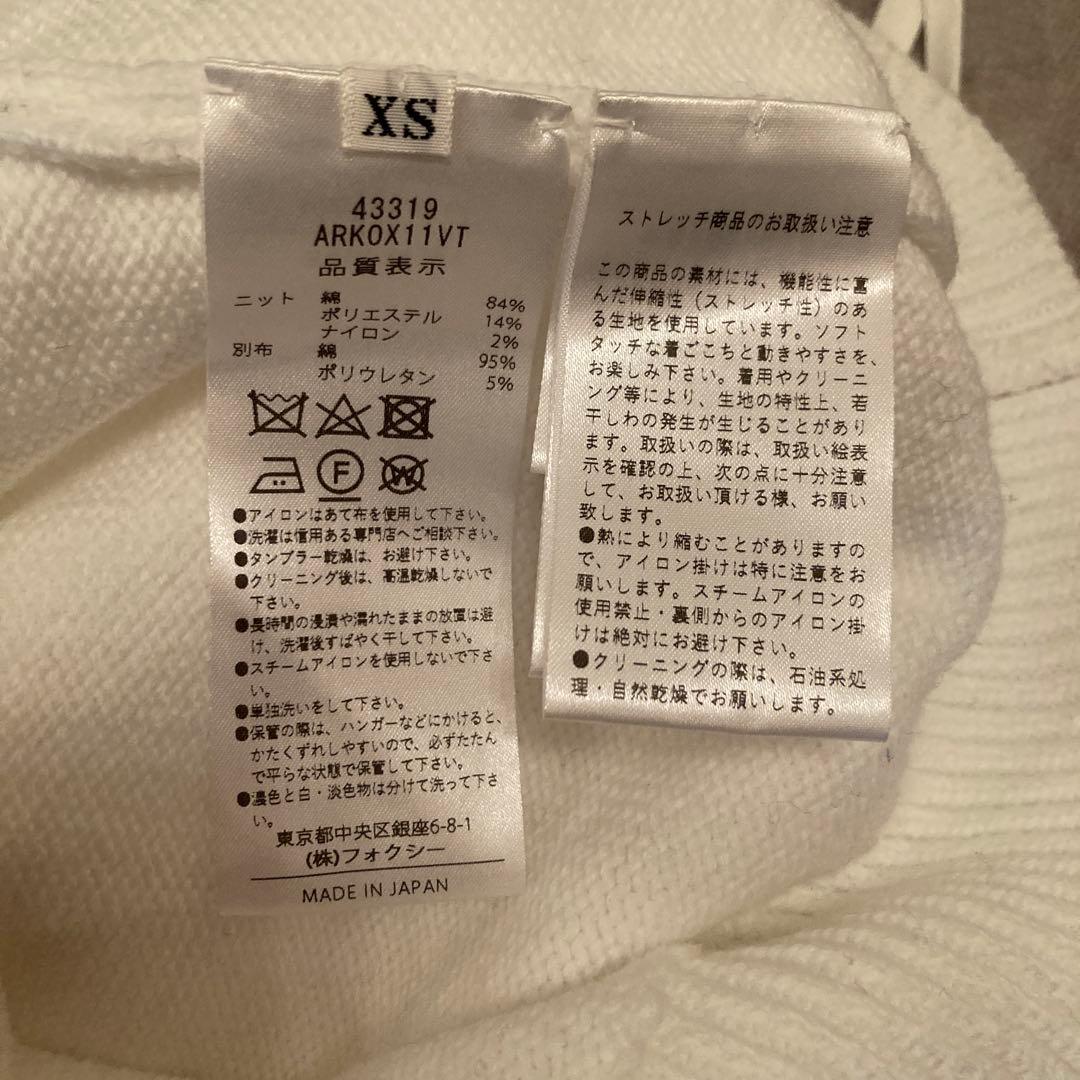 XS
43319
ARK0X11VT
品質表示
ニット 綿 84%
ポリエステル 14%
ナイロン 2%
別布 綿 95%
ポリウレタン 5%
F W
●アイロンはあて布を使用して下さい。
●洗濯は信用ある専門店へご相談下さい。
●タンブラー乾燥は、お避け下さい。
●クリーニング後は、高温乾燥しないで
下さい。
●長時間の浸漬や濡れたままの放置は避
け、洗濯後すばやく干して下さい。
●スチームアイロンを使用しないで下さ
い。
●単独洗いをして下さい。
●保管の際は、ハンガーなどにかけると、
かたくずれしやすいので、必ずたたん
で平らな状態で保管して下さい。
●濃色と白・淡色物は分けて洗って下さ
い。
東京都中央区銀座6-8-1
(株)フォクシー
MADE IN JAPAN
ストレッチ商品のお取扱い注意
この商品の素材には、機能性に富
んだ伸縮性（ストレッチ性）のあ
る生地を使用しています。ソフト
タッチな着ごこちと動きやすさを、
お楽しみ下さい。着用やクリーニ
ング等により、生地の特性上、若
干しわの発生が生じることがあり
ます。取扱いの際は、取扱い絵表
示を確認の上、次の点に十分注意
して、お取扱い頂ける様、お願い
致します。
●熱により縮むことがありますの
で、アイロン掛けは特に注意をお
願いします。スチームアイロンの
使用禁止・裏側からのアイロン掛
けは絶対にお避け下さい。
●クリーニングの際は、石油系処
理・自然乾燥でお願いします。